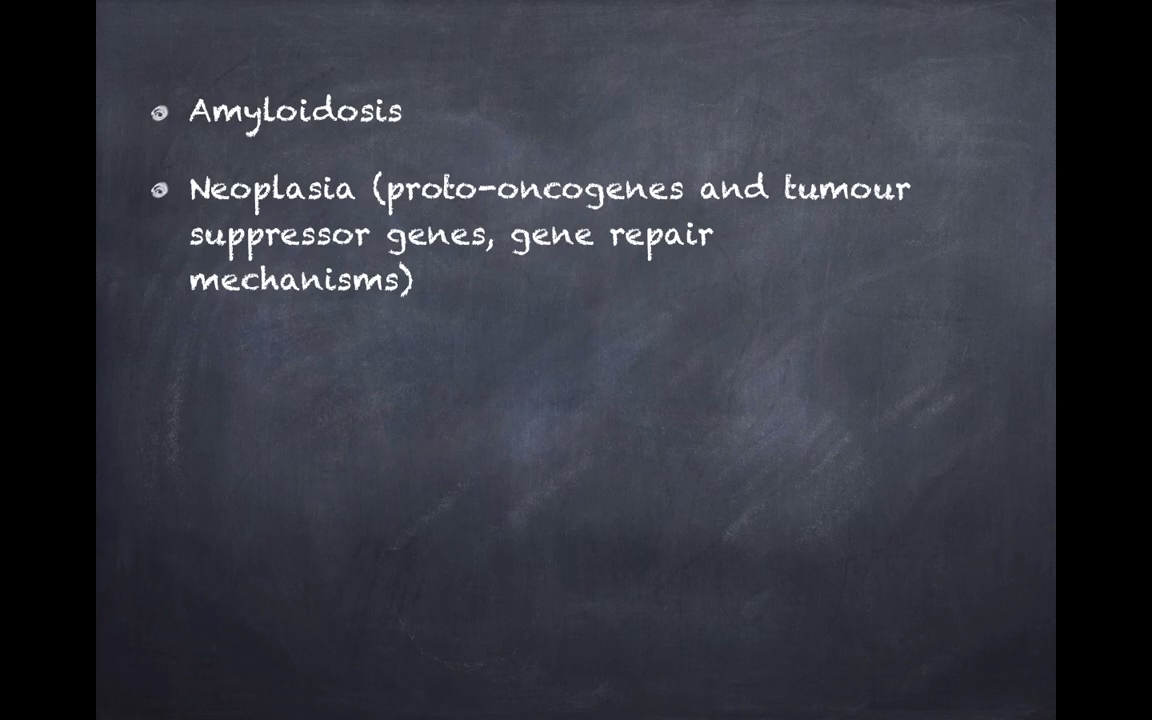 Amyloidosis
Neoplasia (proto-oncogenes and tumour
suppressor genes, gene repair
mechanisms)